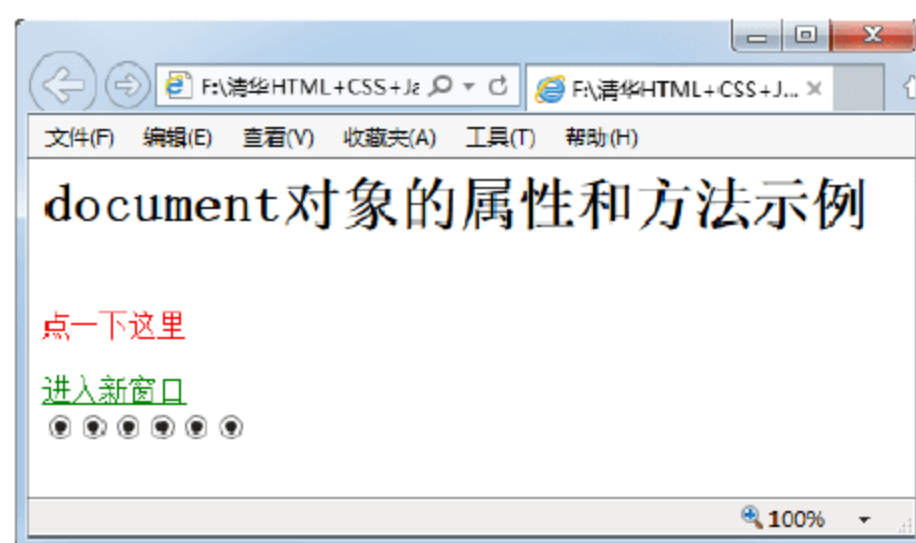 F:\清华HTML+CSS+Ja
F:\清华HTML+CSS+J...
文件(F) 编辑(E) 查看(V) 收藏夹(A) 工具(T) 帮助(H)
document对象的属性和方法示例
点一下这里
进入新窗口
100%